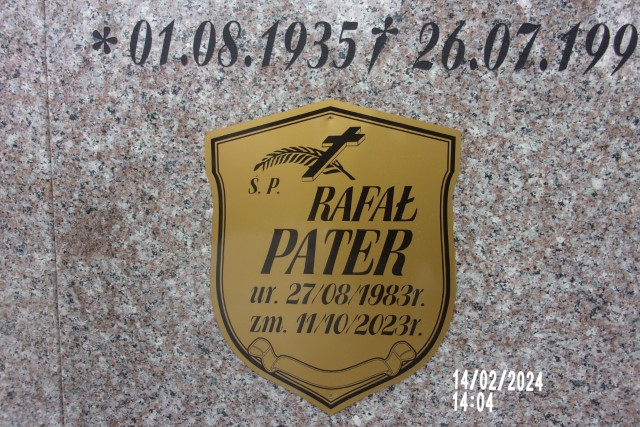 * 01.08.1935 † 26.07.199
Ś. P.
RAFAŁ
PATER
ur. 27/08/1983r.
zm. 11/10/2023r.
14/02/2024
14:04